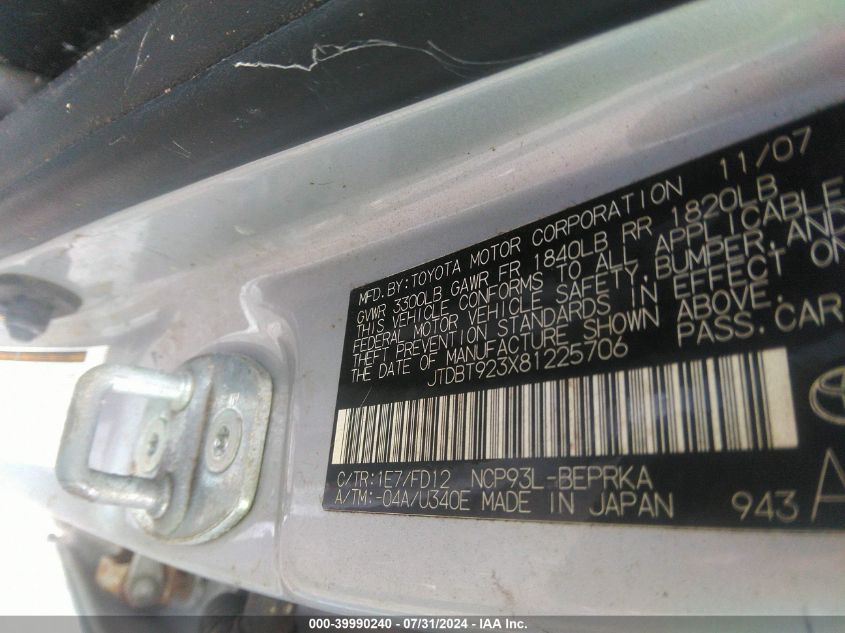 MFD.BY:TOYOTA MOTOR CORPORATION 11/07
GVWR 3300LB GAWR FR 1840LB RR 1820LB
THIS VEHICLE CONFORMS TO ALL APPLICABLE
FEDERAL MOTOR VEHICLE SAFETY,BUMPER,AND
THEFT PREVENTION STANDARDS IN EFFECT ON
DATE OF MANUFACTURE SHOWN ABOVE.
JTDBT923X81225706 PASS.CAR
C/TR:1E7/FD12 NCP93L-BEPRKA
A/TM:-04A/U340E MADE IN JAPAN 943
000-39990240 - 07/31/2024 - IAA Inc.